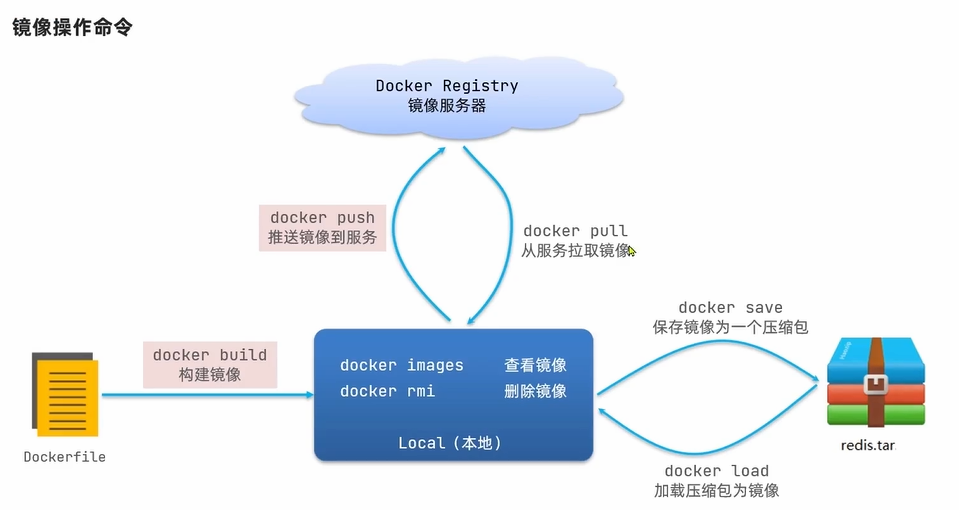 镜像操作命令
Docker Registry
镜像服务器
docker push
推送镜像到服务
docker pull
从服务拉取镜像
docker save
保存镜像为一个压缩包
docker build
构建镜像
docker images 查看镜像
docker rmi 删除镜像
Local（本地）
Dockerfile
redis.tar
docker load
加载压缩包为镜像